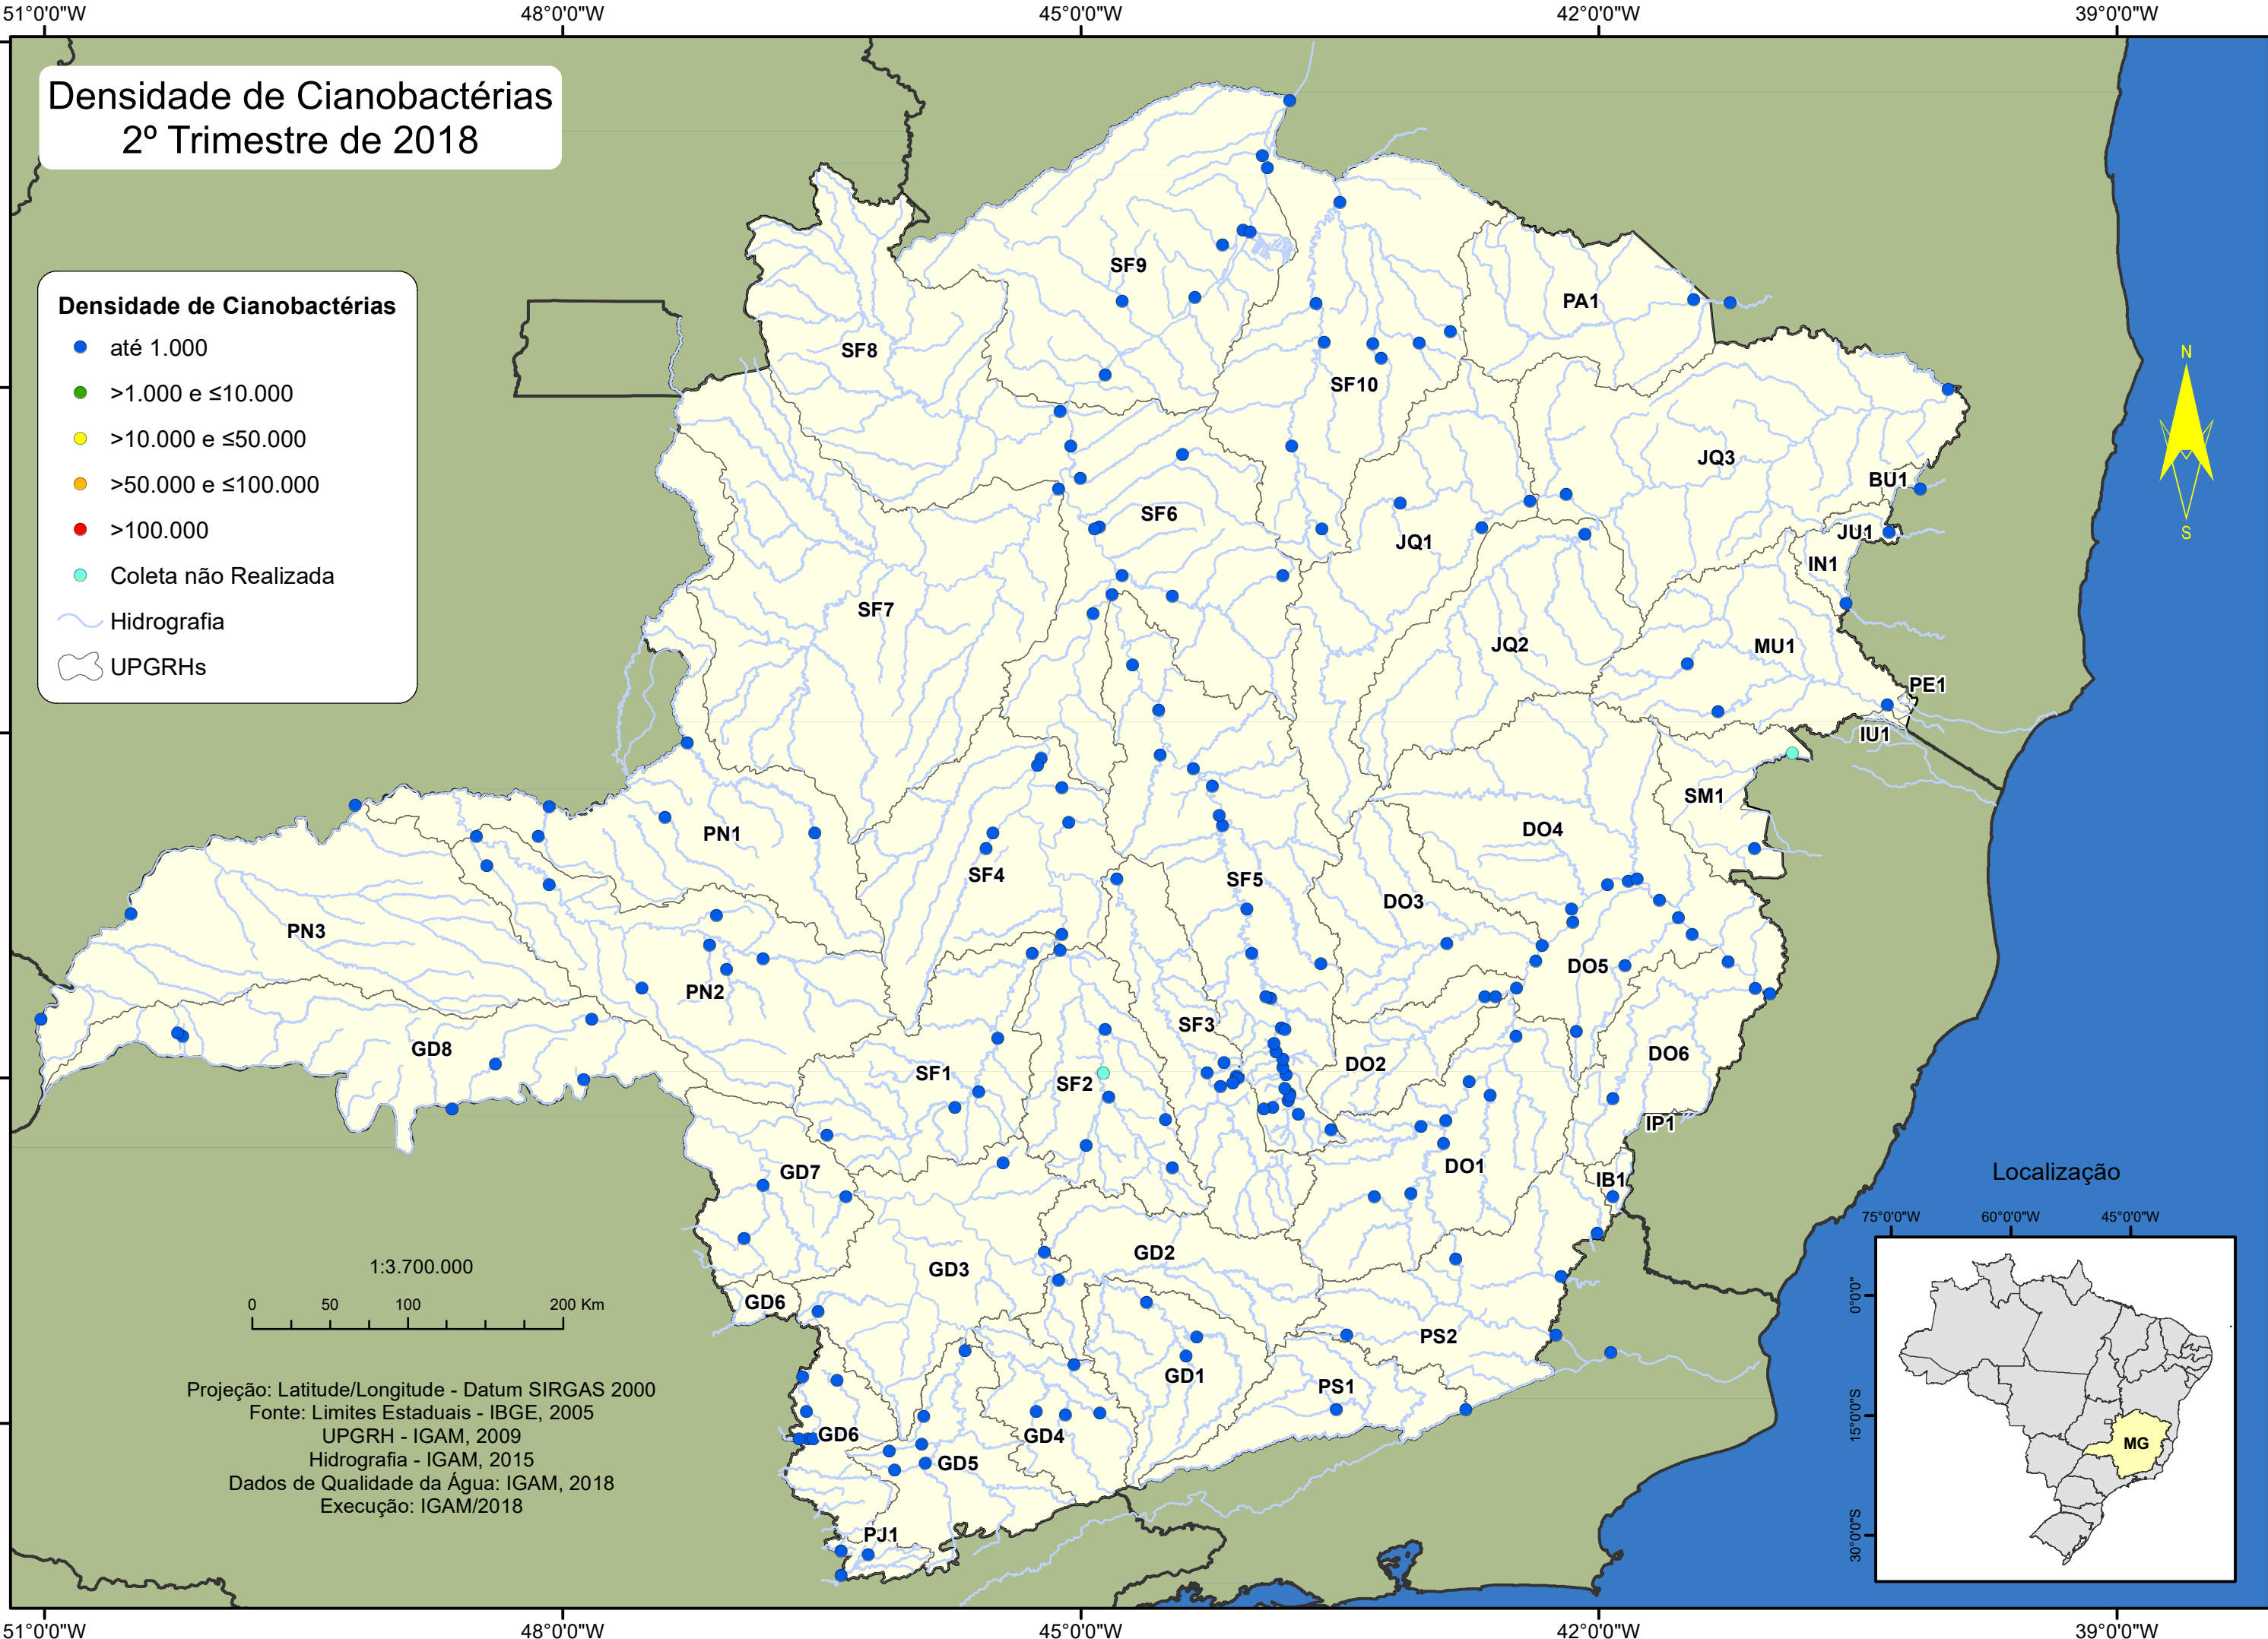 51°0'0"W
48°0'0"W
45°0'0"W
42°0'0"W
39°0'0"W
Densidade de Cianobactérias
2º Trimestre de 2018
Densidade de Cianobactérias
até 1.000
>1.000 e ≤10.000
>10.000 e ≤50.000
>50.000 e ≤100.000
>100.000
Coleta não Realizada
Hidrografia
UPGRHs
N
S
SF9
PA1
SF8
SF10
JQ3
BU1
SF6
JU1
JQ1
IN1
SF7
JQ2
MU1
PE1
IU1
SM1
PN1
DO4
SF4
SF5
DO3
PN3
DO5
PN2
SF3
GD8
DO6
DO2
SF1
SF2
IP1
GD7
DO1
IB1
GD2
GD3
GD6
PS2
GD1
PS1
GD6
GD4
GD5
PJ1
1:3.700.000
0
50
100
200 Km
Projeção: Latitude/Longitude - Datum SIRGAS 2000
Fonte: Limites Estaduais - IBGE, 2005
UPGRH - IGAM, 2009
Hidrografia - IGAM, 2015
Dados de Qualidade da Água: IGAM, 2018
Execução: IGAM/2018
Localização
75°0'0"W
60°0'0"W
45°0'0"W
0°0'0"
15°0'0"S
30°0'0"S
MG
51°0'0"W
48°0'0"W
45°0'0"W
42°0'0"W
39°0'0"W